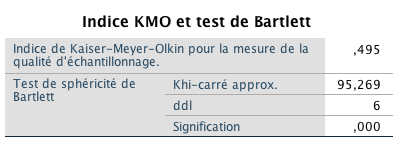 Indice KMO et test de Bartlett
Indice de Kaiser-Meyer-Olkin pour la mesure de la ,495
qualité d'échantillonnage.
Test de sphéricité de Khi-carré approx. 95,269
Bartlett
ddl 6
Signification ,000